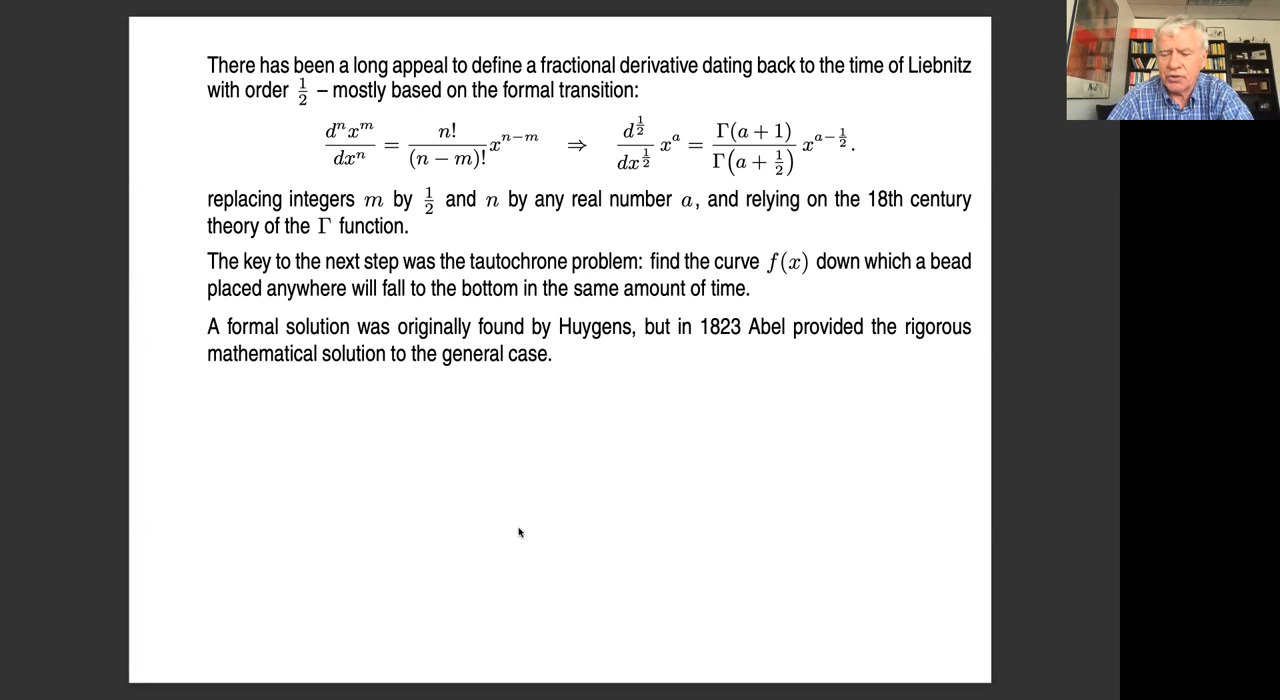 There has been a long appeal to define a fractional derivative dating back to the time of Liebnitz
with order 1/2 – mostly based on the formal transition:
d^n x^m / dx^n = n! / (n − m)! x^{n−m} ⇒ d^{1/2} / dx^{1/2} x^a = Γ(a + 1) / Γ(a + 1/2) x^{a−1/2}.
replacing integers m by 1/2 and n by any real number a, and relying on the 18th century
theory of the Γ function.
The key to the next step was the tautochrone problem: find the curve f(x) down which a bead
placed anywhere will fall to the bottom in the same amount of time.
A formal solution was originally found by Huygens, but in 1823 Abel provided the rigorous
mathematical solution to the general case.